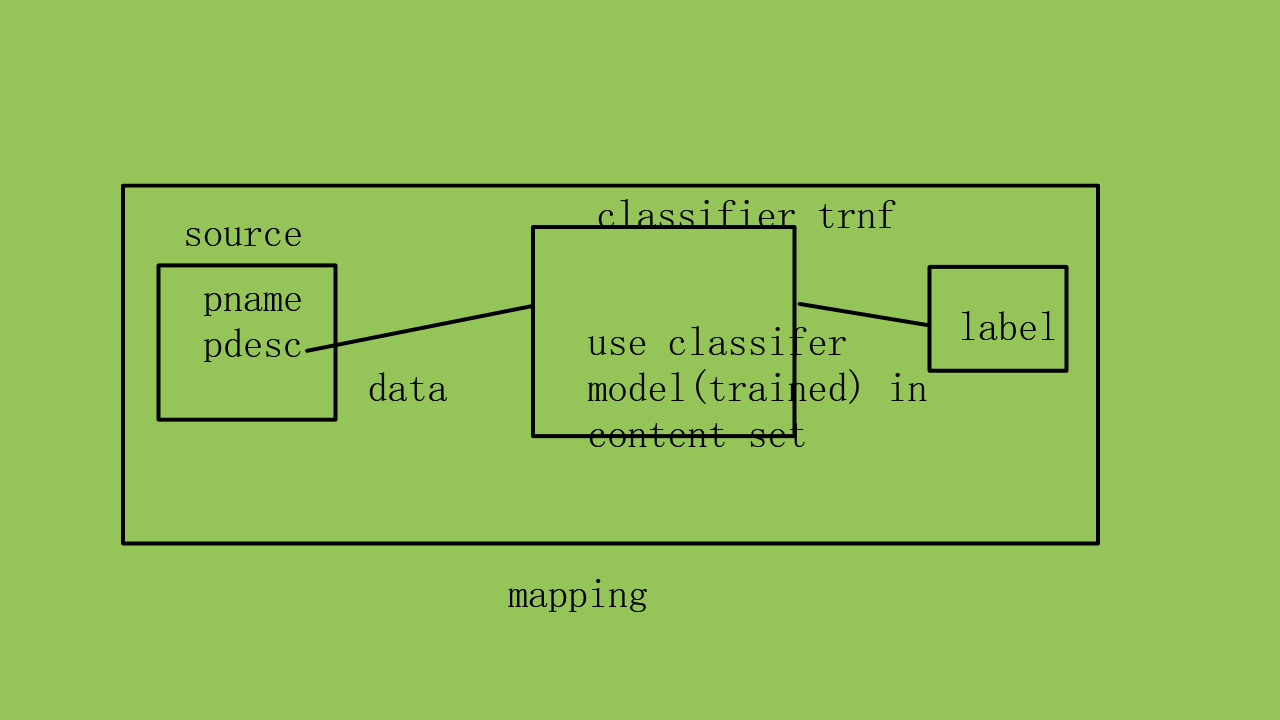 classifier trnf
source
pname
pdesc
data
use classifer
model(trained) in
content set
label
mapping